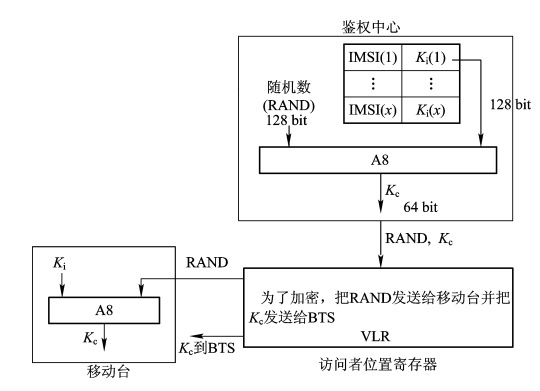 鉴权中心
IMSI(1) Ki(1)
⋮ ⋮
IMSI(x) Ki(x)
随机数
(RAND)
128 bit
128 bit
A8
Kc
64 bit
RAND, Kc
RAND
Ki
A8
Kc
移动台
为了加密，把RAND发送给移动台并把
Kc发送给BTS
VLR
Kc到BTS
访问者位置寄存器